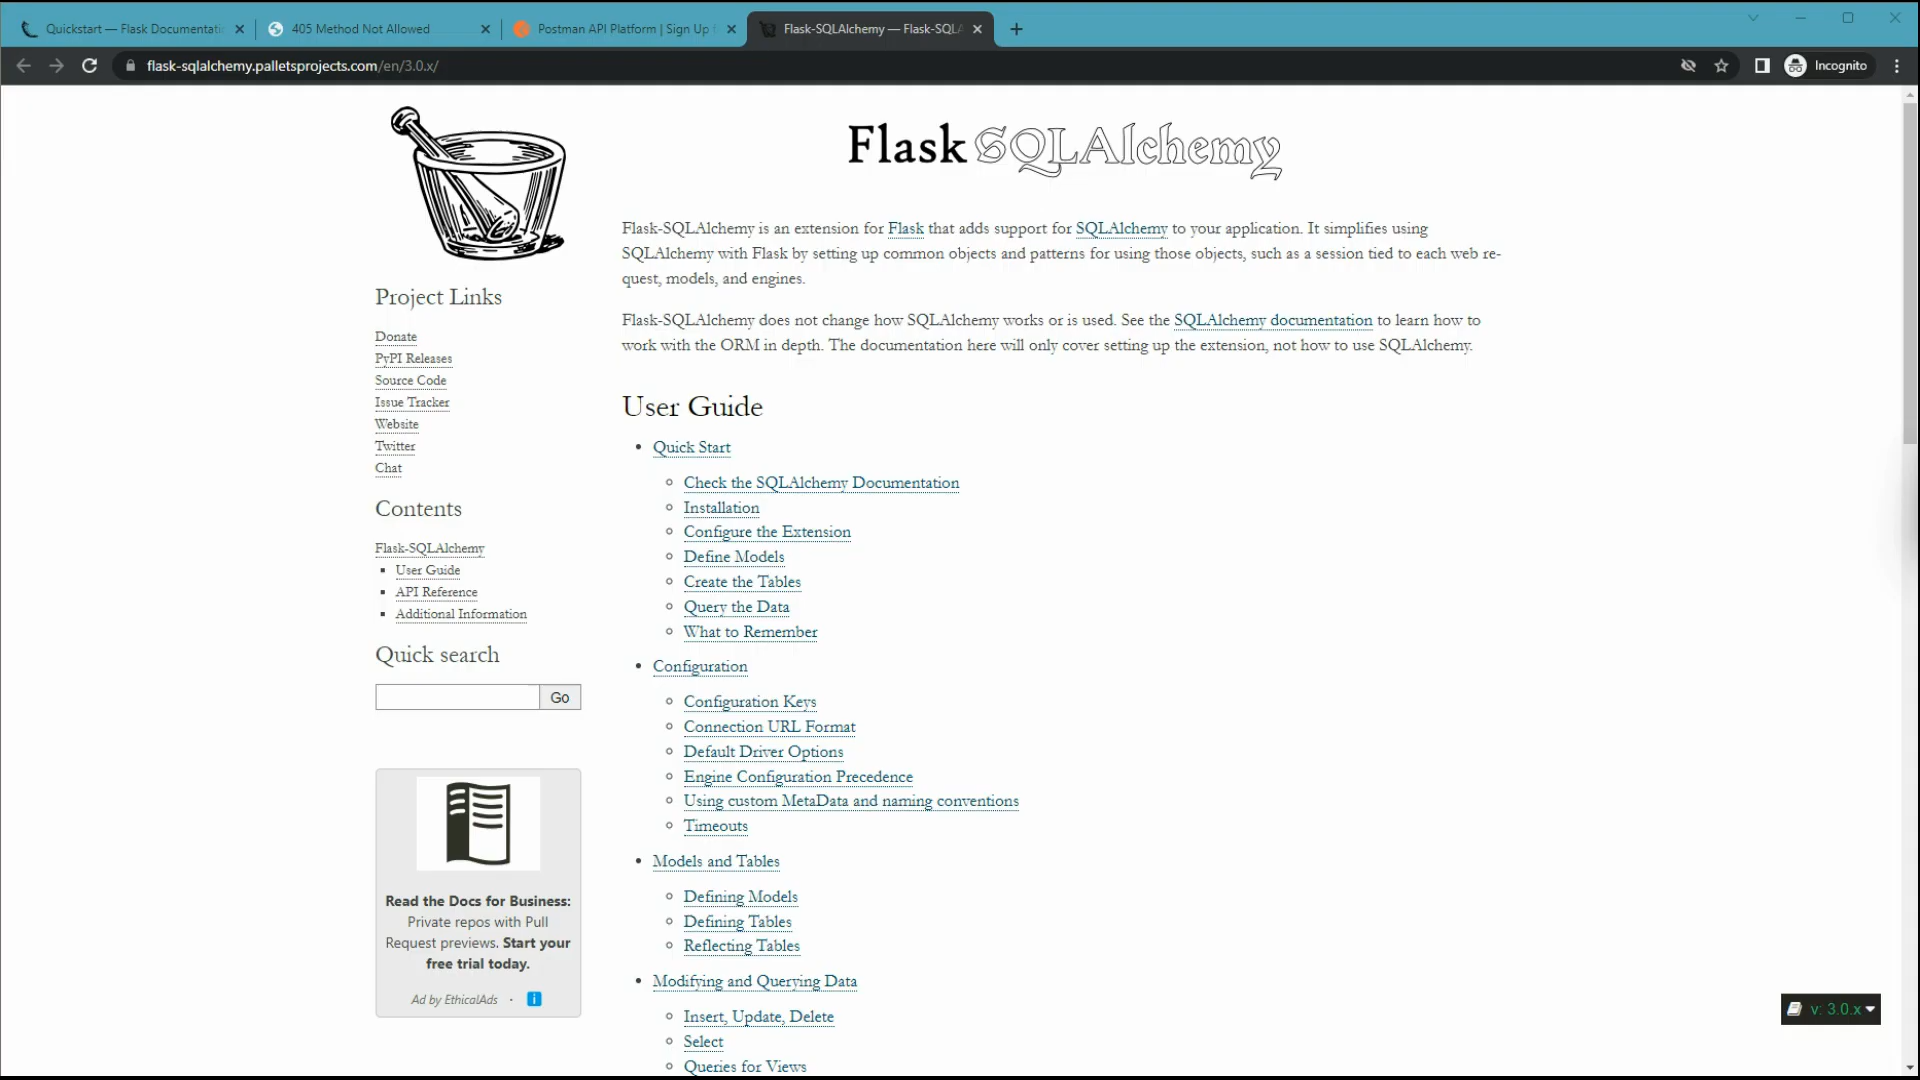 Quickstart — Flask Documentati
405 Method Not Allowed
Postman API Platform | Sign Up f
Flask-SQLAlchemy — Flask-SQLA
flask-sqlalchemy.palletsprojects.com/en/3.0.x/
Incognito
Flask SQLAlchemy
Flask-SQLAlchemy is an extension for Flask that adds support for SQLAlchemy to your application. It simplifies using
SQLAlchemy with Flask by setting up common objects and patterns for using those objects, such as a session tied to each web re-
quest, models, and engines.
Flask-SQLAlchemy does not change how SQLAlchemy works or is used. See the SQLAlchemy documentation to learn how to
work with the ORM in depth. The documentation here will only cover setting up the extension, not how to use SQLAlchemy.
Project Links
Donate
PyPI Releases
Source Code
Issue Tracker
Website
Twitter
Chat
Contents
Flask-SQLAlchemy
User Guide
API Reference
Additional Information
Quick search
Go
Read the Docs for Business:
Private repos with Pull
Request previews. Start your
free trial today.
Ad by EthicalAds · i
User Guide
Quick Start
Check the SQLAlchemy Documentation
Installation
Configure the Extension
Define Models
Create the Tables
Query the Data
What to Remember
Configuration
Configuration Keys
Connection URL Format
Default Driver Options
Engine Configuration Precedence
Using custom MetaData and naming conventions
Timeouts
Models and Tables
Defining Models
Defining Tables
Reflecting Tables
Modifying and Querying Data
Insert, Update, Delete
Select
Queries for Views
v: 3.0.x